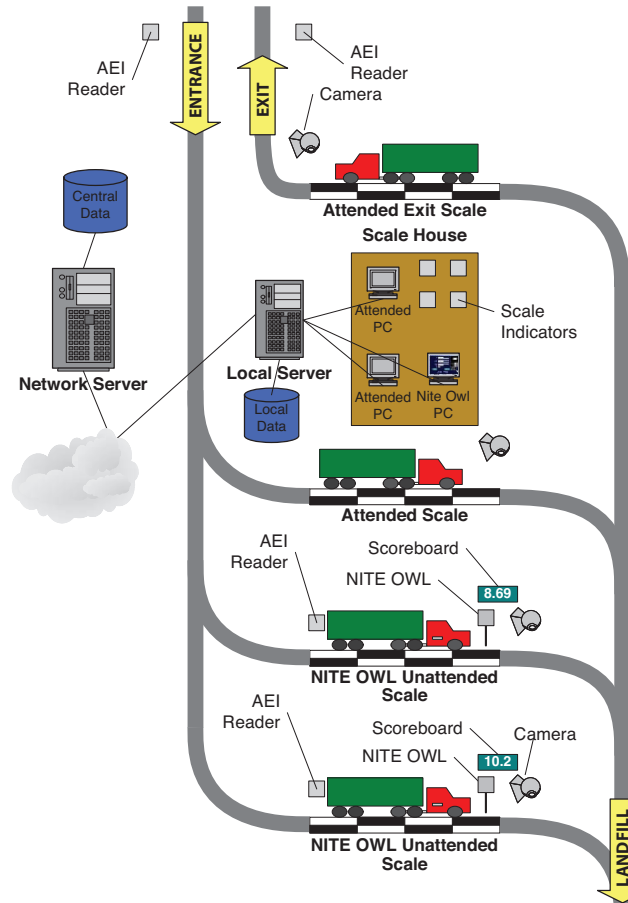 AEI
Reader
ENTRANCE
EXIT
AEI
Reader
Camera
Central
Data
Attended Exit Scale
Scale House
Attended
PC
Scale
Indicators
Network Server
Local Server
Attended
PC
Nite Owl
PC
Local
Data
Attended Scale
AEI
Reader
Scoreboard
NITE OWL
8.69
NITE OWL Unattended
Scale
AEI
Reader
Scoreboard
Camera
NITE OWL
10.2
NITE OWL Unattended
Scale
LANDFILL